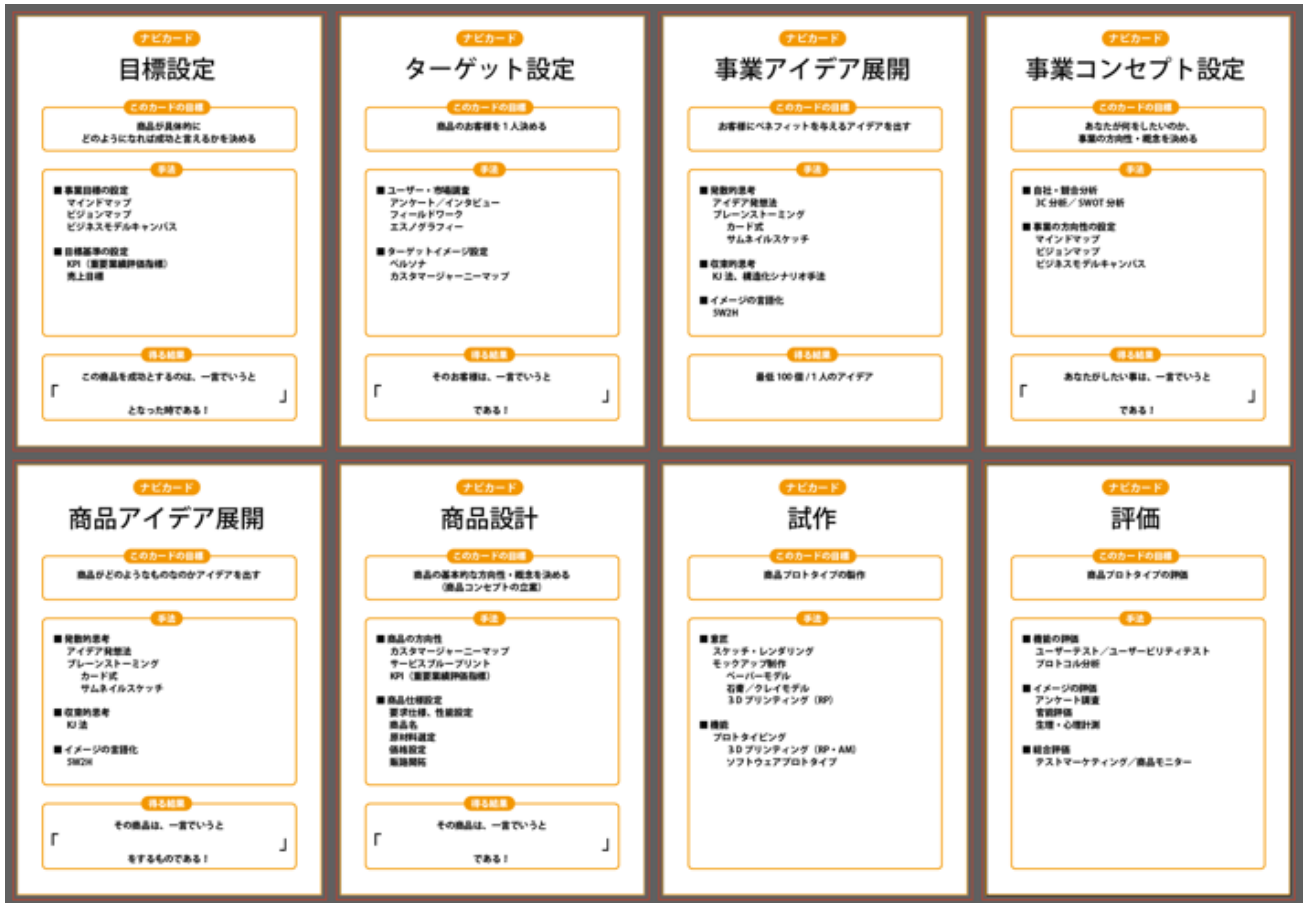 ナビカード
目標設定
このカードの目標
商品が具体的に
どのようになれば成功と言えるかを決める
手法
■ 事業目標の設定
マインドマップ
ビジョンマップ
ビジネスモデルキャンバス
■ 目標基準の設定
KPI（重要業績評価指標）
売上目標
得る結果
この商品を成功とするのは、一言でいうと
「 」
となった時である！
ナビカード
ターゲット設定
このカードの目標
商品のお客様を1人決める
手法
■ ユーザー・市場調査
アンケート／インタビュー
フィールドワーク
エスノグラフィー
■ ターゲットイメージ設定
ペルソナ
カスタマージャーニーマップ
得る結果
そのお客様は、一言でいうと
「 」
である！
ナビカード
事業アイデア展開
このカードの目標
お客様にベネフィットを与えるアイデアを出す
手法
■ 発散的思考
アイデア発想法
ブレーンストーミング
カード式
サムネイルスケッチ
■ 収束的思考
KJ 法、構造化シナリオ手法
■ イメージの言語化
5W2H
得る結果
最低 100 個 / 1 人のアイデア
ナビカード
事業コンセプト設定
このカードの目標
あなたが何をしたいのか、
事業の方向性・概念を決める
手法
■ 自社・競合分析
3C 分析／ SWOT 分析
■ 事業の方向性の設定
マインドマップ
ビジョンマップ
ビジネスモデルキャンバス
得る結果
あなたがしたい事は、一言でいうと
「 」
である！
ナビカード
商品アイデア展開
このカードの目標
商品がどのようなものなのかアイデアを出す
手法
■ 発散的思考
アイデア発想法
ブレーンストーミング
カード式
サムネイルスケッチ
■ 収束的思考
KJ 法
■ イメージの言語化
5W2H
得る結果
その商品は、一言でいうと
「 」
をするものである！
ナビカード
商品設計
このカードの目標
商品の基本的な方向性・概念を決める
（商品コンセプトの立案）
手法
■ 商品の方向性
カスタマージャーニーマップ
サービスブループリント
KPI（重要業績評価指標）
■ 商品仕様設定
要求仕様、性能設定
商品名
原材料選定
価格設定
販路開拓
得る結果
その商品は、一言でいうと
「 」
である！
ナビカード
試作
このカードの目標
商品プロトタイプの製作
手法
■ 意匠
スケッチ・レンダリング
モックアップ制作
ペーパーモデル
石膏／クレイモデル
3 D プリンティング（RP）
■ 機能
プロトタイピング
3 D プリンティング（RP・AM）
ソフトウェアプロトタイプ
ナビカード
評価
このカードの目標
商品プロトタイプの評価
手法
■ 機能の評価
ユーザーテスト／ユーザービリティテスト
プロトコル分析
■ イメージの評価
アンケート調査
官能評価
生理・心理計測
■ 総合評価
テストマーケティング／商品モニター